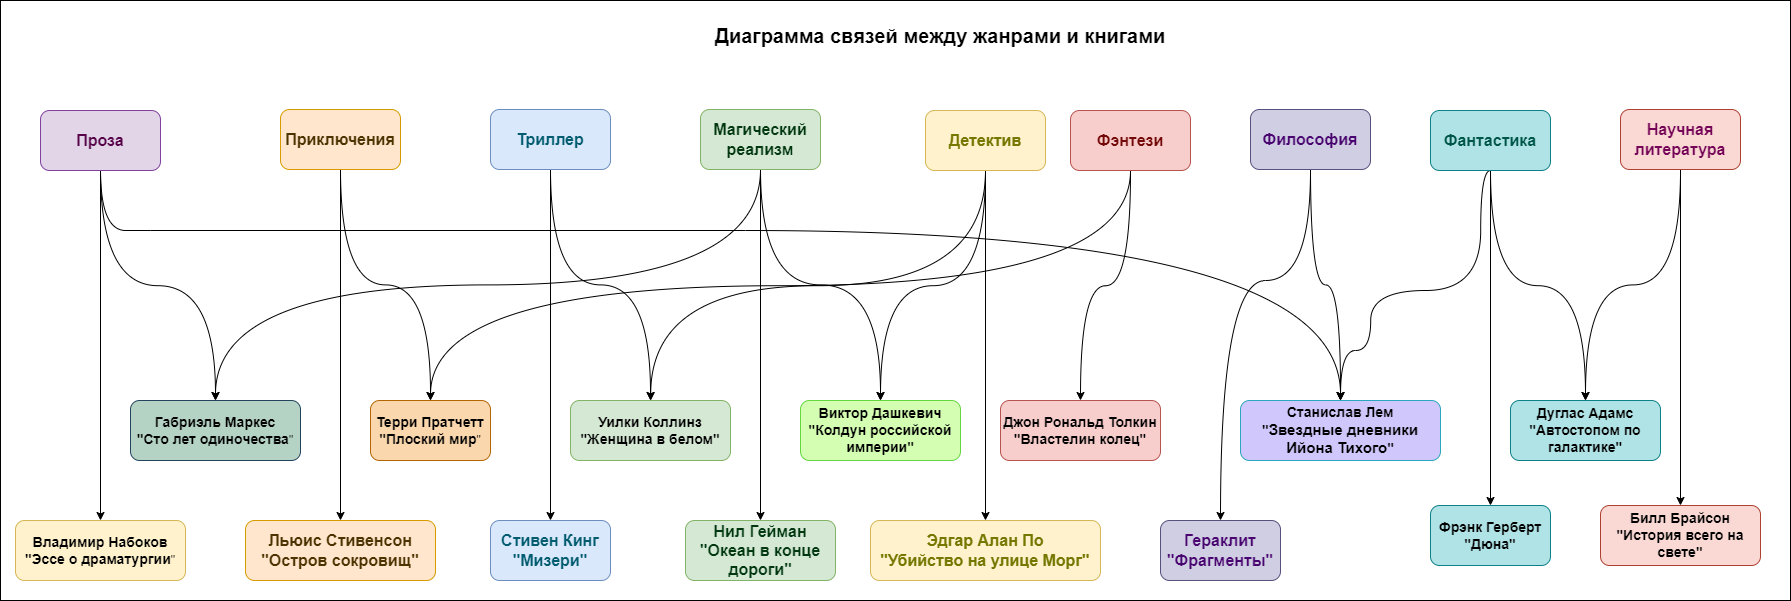 Диаграмма связей между жанрами и книгами
Проза
Приключения
Триллер
Магический
реализм
Детектив
Фэнтези
Философия
Фантастика
Научная
литература
Габриэль Маркес
"Сто лет одиночества"
Терри Пратчетт
"Плоский мир"
Уилки Коллинз
"Женщина в белом"
Виктор Дашкевич
"Колдун российской
империи"
Джон Рональд Толкин
"Властелин колец"
Станислав Лем
"Звездные дневники
Ийона Тихого"
Дуглас Адамс
"Автостопом по
галактике"
Владимир Набоков
"Эссе о драматургии"
Льюис Стивенсон
"Остров сокровищ"
Стивен Кинг
"Мизери"
Нил Гейман
"Океан в конце
дороги"
Эдгар Алан По
"Убийство на улице Морг"
Гераклит
"Фрагменты"
Фрэнк Герберт
"Дюна"
Билл Брайсон
"История всего на
свете"